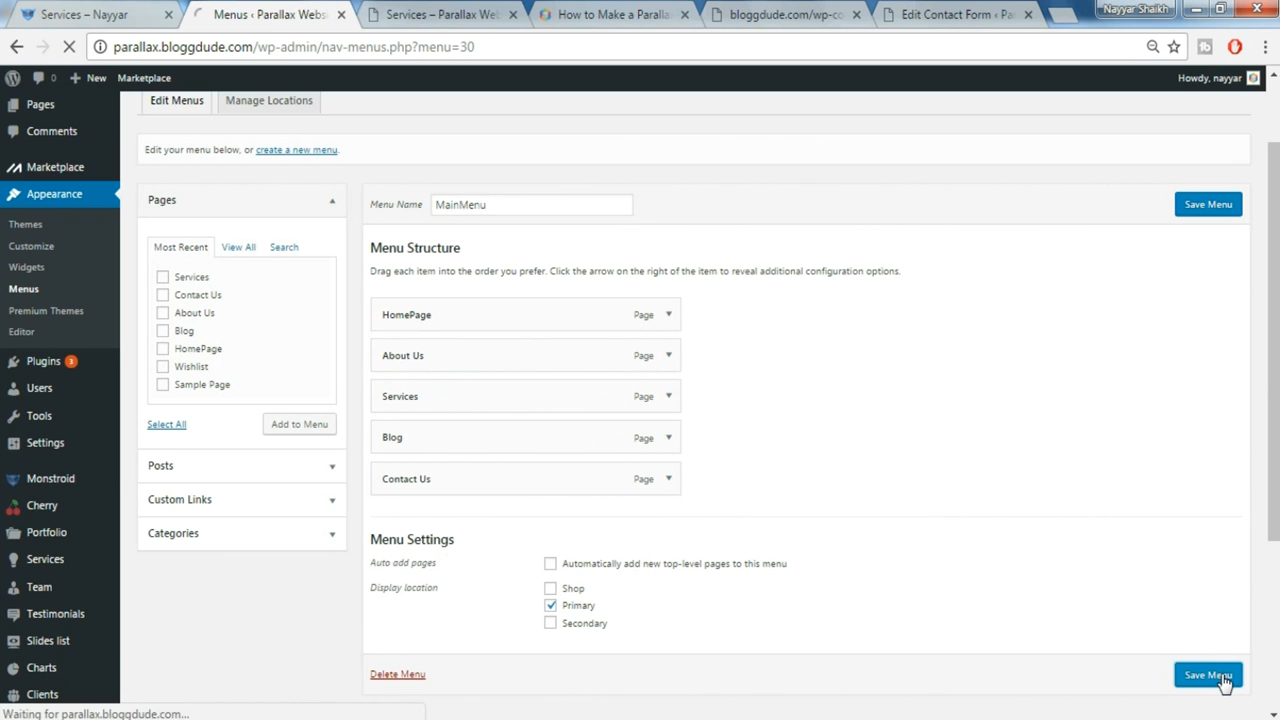 Services – Nayyar
Menus ‹ Parallax Webs
Services – Parallax Web
How to Make a Paralla
bloggdude.com/wp-co
Edit Contact Form ‹ Pa
Nayyar Shaikh
parallax.bloggdude.com/wp-admin/nav-menus.php?menu=30
0
New
Marketplace
Howdy, nayyar
Pages
Comments
Marketplace
Appearance
Themes
Customize
Widgets
Menus
Premium Themes
Editor
Plugins 3
Users
Tools
Settings
Monstroid
Cherry
Portfolio
Services
Team
Testimonials
Slides list
Charts
Clients
Edit Menus
Manage Locations
Edit your menu below, or create a new menu.
Pages
Most Recent
View All
Search
Services
Contact Us
About Us
Blog
HomePage
Wishlist
Sample Page
Select All
Add to Menu
Posts
Custom Links
Categories
Menu Name
MainMenu
Save Menu
Menu Structure
Drag each item into the order you prefer. Click the arrow on the right of the item to reveal additional configuration options.
HomePage Page
About Us Page
Services Page
Blog Page
Contact Us Page
Menu Settings
Auto add pages
Automatically add new top-level pages to this menu
Display location
Shop
Primary
Secondary
Delete Menu
Save Menu
Waiting for parallax.bloggdude.com...